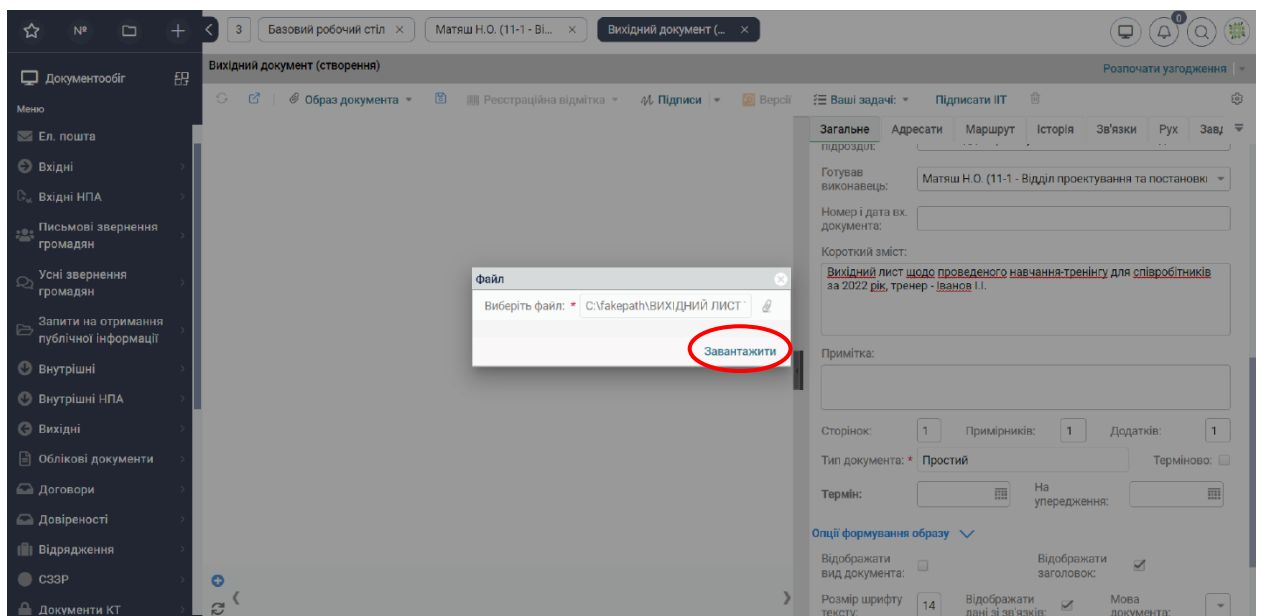 Nº
3
Базовий робочий стіл
Матяш Н.О. (11-1 - Ві...
Вихідний документ (...
0
Документообіг
Меню
Ел. пошта
Вхідні
Вхідні НПА
Письмові звернення
громадян
Усні звернення
громадян
Запити на отримання
публічної інформації
Внутрішні
Внутрішні НПА
Вихідні
Облікові документи
Договори
Довіреності
Відрядження
СЗЗР
Документи КТ
Вихідний документ (створення)
Розпочати узгодження
Образ документа
Реєстраційна відмітка
Підписи
Версії
Ваші задачі:
Підписати ІІТ
Файл
Виберіть файл: *
C:\fakepath\ВИХІДНИЙ ЛИСТ
Завантажити
Загальне
Адресати
Маршрут
Історія
Зв'язки
Рух
Заву
підрозділ:
Готував
виконавець:
Матяш Н.О. (11-1 - Відділ проектування та постановкі
Номер і дата вх.
документа:
Короткий зміст:
Вихідний лист щодо проведеного навчання-тренінгу для співробітників
за 2022 рік, тренер - Іванов І.І.
Примітка:
Сторінок:
1
Примірників:
1
Додатків:
1
Тип документа: *
Простий
Терміново:
Термін:
На
упередження:
Опції формування образу
Відображати
вид документа:
Відображати
заголовок:
Розмір шрифту
тексту:
14
Відображати
дані зі зв'язків:
Мова
документа: